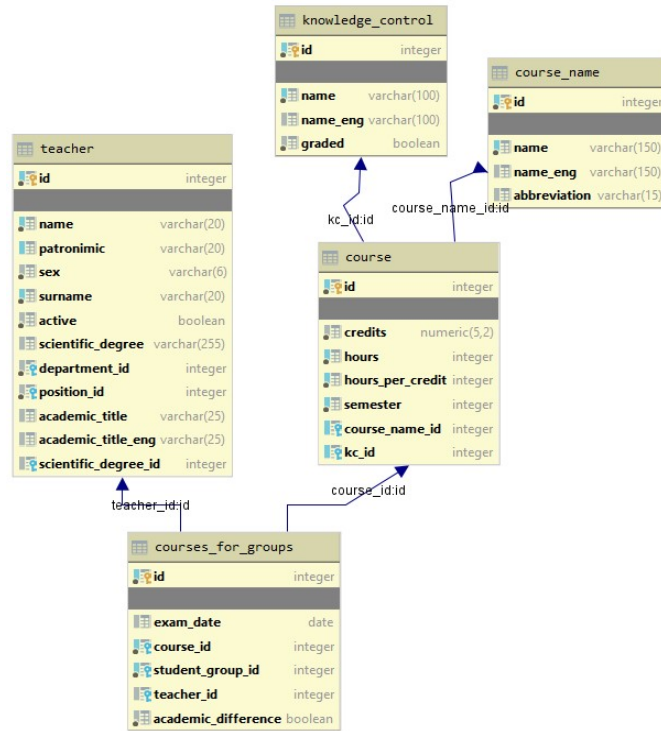 knowledge_control
id integer
name varchar(100)
name_eng varchar(100)
graded boolean
course_name
id integer
name varchar(150)
name_eng varchar(150)
abbreviation varchar(15)
teacher
id integer
name varchar(20)
patronimic varchar(20)
sex varchar(6)
surname varchar(20)
active boolean
scientific_degree varchar(255)
department_id integer
position_id integer
academic_title varchar(25)
academic_title_eng varchar(25)
scientific_degree_id integer
kc_id:id
course_name_id:id
course
id integer
credits numeric(5,2)
hours integer
hours_per_credit integer
semester integer
course_name_id integer
kc_id integer
teacher_id:id
course_id:id
courses_for_groups
id integer
exam_date date
course_id integer
student_group_id integer
teacher_id integer
academic_difference boolean